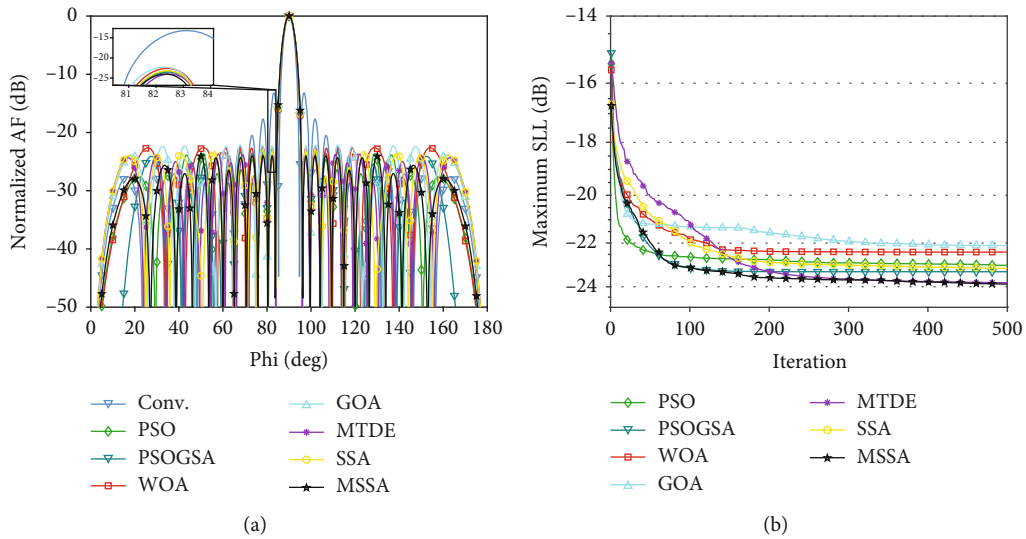 0
−10
−20
−30
−40
−50
Normalized AF (dB)
−15
−20
−25
81 82 83 84
0 20 40 60 80 100 120 140 160 180
Phi (deg)
Conv.
PSO
PSOGSA
WOA
GOA
MTDE
SSA
MSSA
(a)
−14
−16
−18
−20
−22
−24
Maximum SLL (dB)
0 100 200 300 400 500
Iteration
PSO
PSOGSA
WOA
GOA
MTDE
SSA
MSSA
(b)